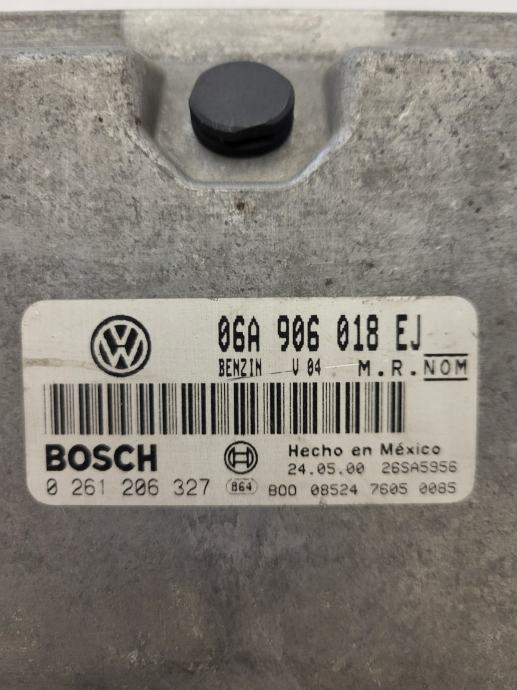 06A 906 018 EJ
BENZIN V 04 M.R. NOM
BOSCH
Hecho en México
24.05.00 26SA5956
0 261 206 327 864 B00 08524 7605 0085